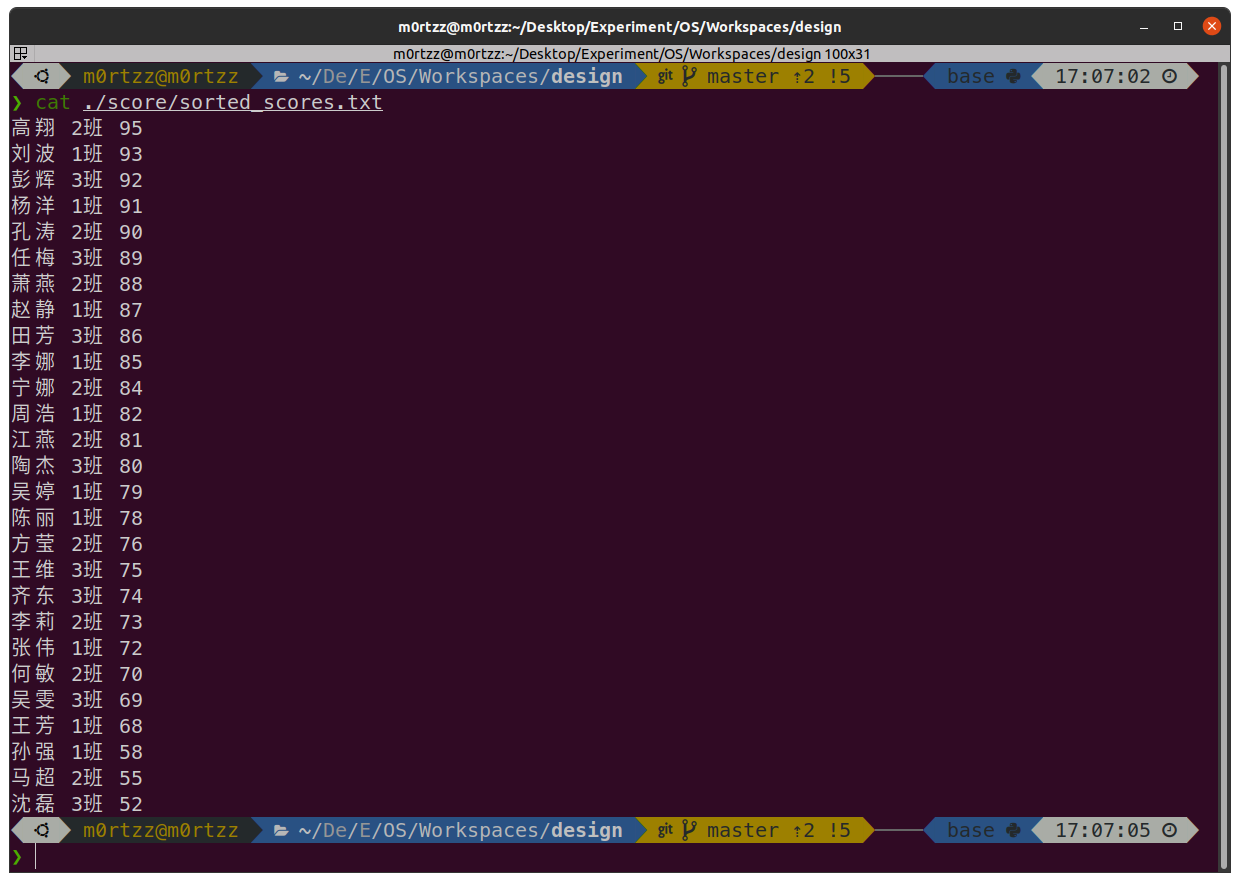 m0rtzz@m0rtzz:~/Desktop/Experiment/OS/Workspaces/design
m0rtzz@m0rtzz:~/Desktop/Experiment/OS/Workspaces/design 100x31
m0rtzz@m0rtzz ~/De/E/OS/Workspaces/design git master ⇡2 !5 base 17:07:02
❯ cat ./score/sorted_scores.txt
高翔 2班 95
刘波 1班 93
彭辉 3班 92
杨洋 1班 91
孔涛 2班 90
任梅 3班 89
萧燕 2班 88
赵静 1班 87
田芳 3班 86
李娜 1班 85
宁娜 2班 84
周浩 1班 82
江燕 2班 81
陶杰 3班 80
吴婷 1班 79
陈丽 1班 78
方莹 2班 76
王维 3班 75
齐东 3班 74
李莉 2班 73
张伟 1班 72
何敏 2班 70
吴雯 3班 69
王芳 1班 68
孙强 1班 58
马超 2班 55
沈磊 3班 52
m0rtzz@m0rtzz ~/De/E/OS/Workspaces/design git master ⇡2 !5 base 17:07:05
❯